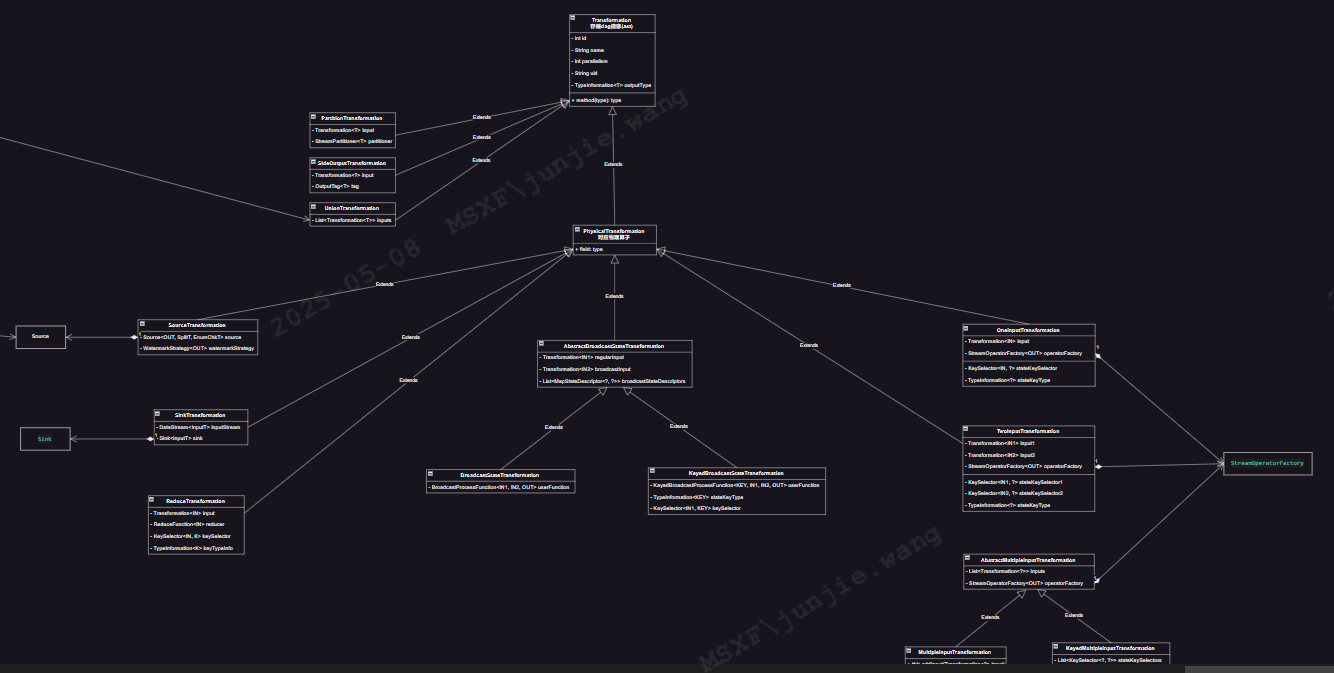 Transformation
存储dag信息(ast)
- int id
- String name
- int parallelism
- String uid
- TypeInformation<T> outputType
+ method(type): type
PartitionTransformation
- Transformation<T> input
- StreamPartitioner<T> partitioner
Extends
SideOutputTransformation
- Transformation<?> input
- OutputTag<T> tag
Extends
UnionTransformation
- List<Transformation<T>> inputs
Extends
Extends
PhysicalTransformation
对应物理算子
+ field: type
Extends
Extends
Extends
Extends
Extends
Extends
Source
SourceTransformation
- Source<OUT, SplitT, EnumChkT> source
- WatermarkStrategy<OUT> watermarkStrategy
1
Sink
SinkTransformation
- DataStream<InputT> inputStream
- Sink<InputT> sink
1
ReduceTransformation
- Transformation<IN> input
- ReduceFunction<IN> reducer
- KeySelector<IN, K> keySelector
- TypeInformation<K> keyTypeInfo
AbstractBroadcastStateTransformation
- Transformation<IN1> regularInput
- Transformation<IN2> broadcastInput
- List<MapStateDescriptor<?, ?>> broadcastStateDescriptors
Extends
Extends
BroadcastStateTransformation
- BroadcastProcessFunction<IN1, IN2, OUT> userFunction
KeyedBroadcastStateTransformation
- KeyedBroadcastProcessFunction<KEY, IN1, IN2, OUT> userFunction
- TypeInformation<KEY> stateKeyType
- KeySelector<IN1, KEY> keySelector
OneInputTransformation
- Transformation<IN> input
- StreamOperatorFactory<OUT> operatorFactory
- KeySelector<IN, ?> stateKeySelector
- TypeInformation<?> stateKeyType
1
TwoInputTransformation
- Transformation<IN1> input1
- Transformation<IN2> input2
- StreamOperatorFactory<OUT> operatorFactory
- KeySelector<IN1, ?> stateKeySelector1
- KeySelector<IN2, ?> stateKeySelector2
- TypeInformation<?> stateKeyType
1
StreamOperatorFactory
AbstractMultipleInputTransformation
- List<Transformation<?>> inputs
- StreamOperatorFactory<OUT> operatorFactory
1
Extends
Extends
MultipleInputTransformation
KeyedMultipleInputTransformation
- List<KeySelector<?, ?>> stateKeySelectors
2025-05-08 MSXF\junjie.wang
MSXF\junjie.wang